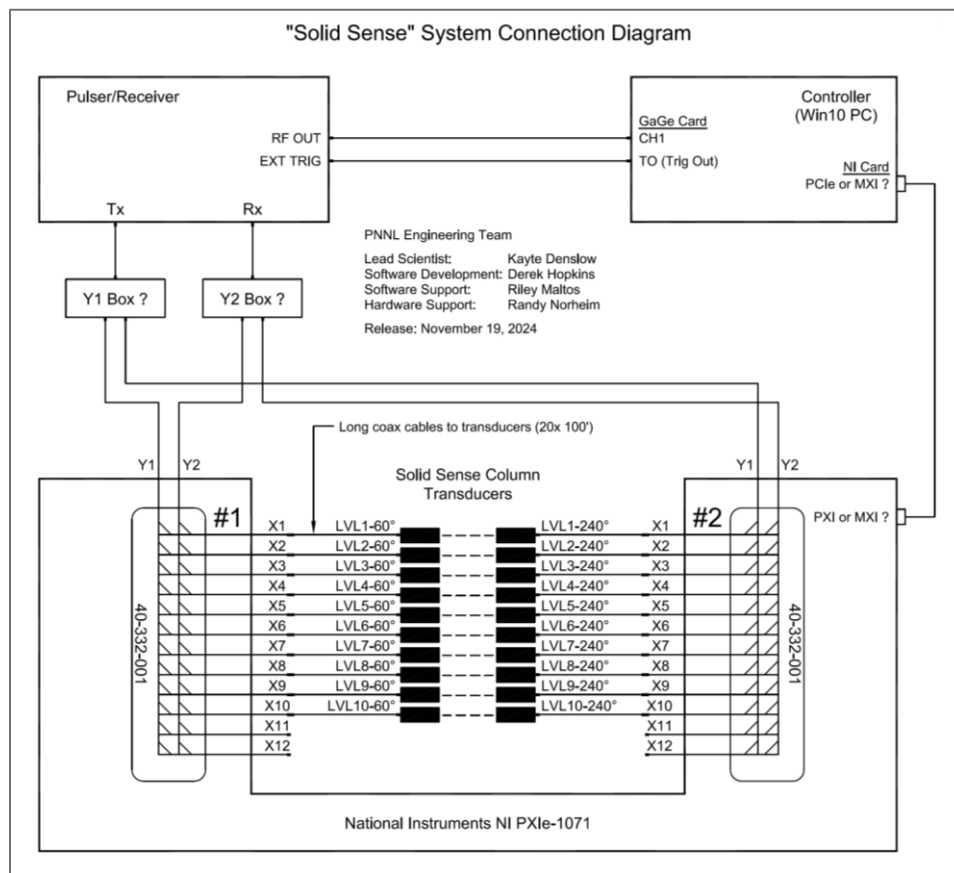 "Solid Sense" System Connection Diagram
Pulser/Receiver
RF OUT
EXT TRIG
Tx
Rx
Controller
(Win10 PC)
GaGe Card
CH1
TO (Trig Out)
NI Card
PCIe or MXI ?
PNNL Engineering Team
Lead Scientist: Kayte Denslow
Software Development: Derek Hopkins
Software Support: Riley Maltos
Hardware Support: Randy Norheim
Release: November 19, 2024
Y1 Box ?
Y2 Box ?
Long coax cables to transducers (20x 100')
Y1
Y2
Y1
Y2
Solid Sense Column
Transducers
#1
#2
PXI or MXI ?
X1 LVL1-60° LVL1-240° X1
X2 LVL2-60° LVL2-240° X2
X3 LVL3-60° LVL3-240° X3
X4 LVL4-60° LVL4-240° X4
X5 LVL5-60° LVL5-240° X5
X6 LVL6-60° LVL6-240° X6
X7 LVL7-60° LVL7-240° X7
X8 LVL8-60° LVL8-240° X8
X9 LVL9-60° LVL9-240° X9
X10 LVL10-60° LVL10-240° X10
X11 X11
X12 X12
40-332-001
40-332-001
National Instruments NI PXIe-1071